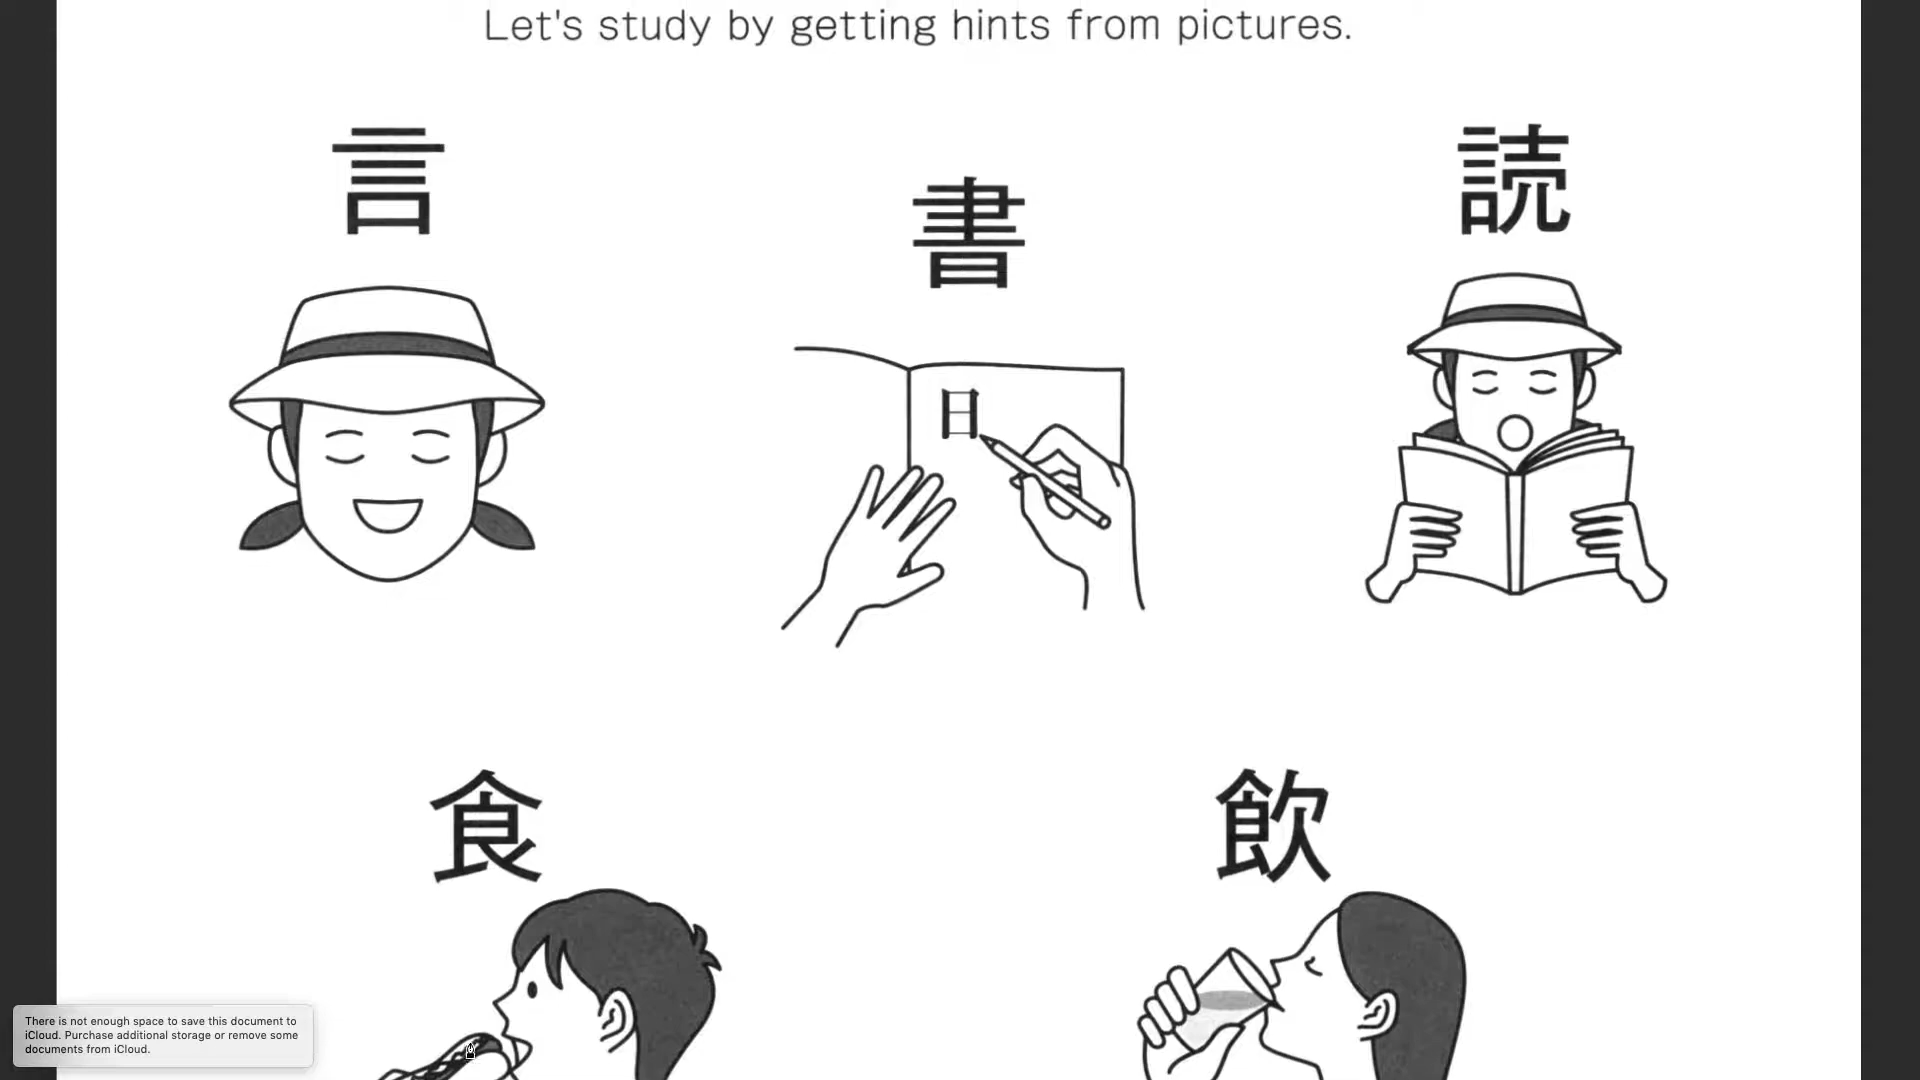 Let's study by getting hints from pictures.
言
書
読
日
食
飲
There is not enough space to save this document to
iCloud. Purchase additional storage or remove some
documents from iCloud.